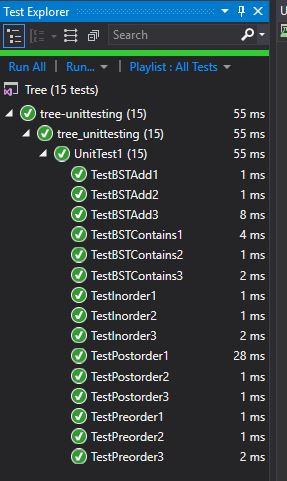 Test Explorer
Search
Run All | Run... | Playlist : All Tests
Tree (15 tests)
tree-unittesting (15) 55 ms
tree_unittesting (15) 55 ms
UnitTest1 (15) 55 ms
TestBSTAdd1 1 ms
TestBSTAdd2 1 ms
TestBSTAdd3 8 ms
TestBSTContains1 4 ms
TestBSTContains2 1 ms
TestBSTContains3 2 ms
TestInorder1 1 ms
TestInorder2 1 ms
TestInorder3 2 ms
TestPostorder1 28 ms
TestPostorder2 1 ms
TestPostorder3 1 ms
TestPreorder1 1 ms
TestPreorder2 1 ms
TestPreorder3 2 ms